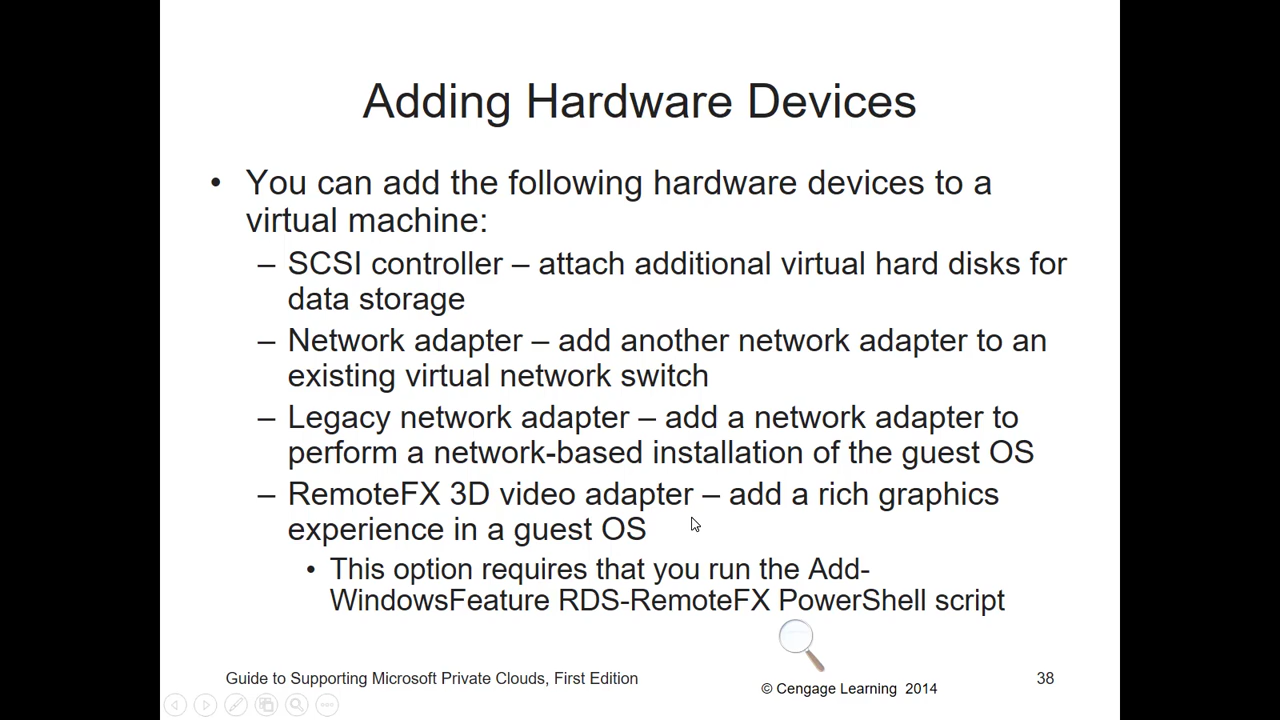 Adding Hardware Devices
• You can add the following hardware devices to a
virtual machine:
– SCSI controller – attach additional virtual hard disks for
data storage
– Network adapter – add another network adapter to an
existing virtual network switch
– Legacy network adapter – add a network adapter to
perform a network-based installation of the guest OS
– RemoteFX 3D video adapter – add a rich graphics
experience in a guest OS
• This option requires that you run the Add-
WindowsFeature RDS-RemoteFX PowerShell script
Guide to Supporting Microsoft Private Clouds, First Edition
© Cengage Learning 2014
38